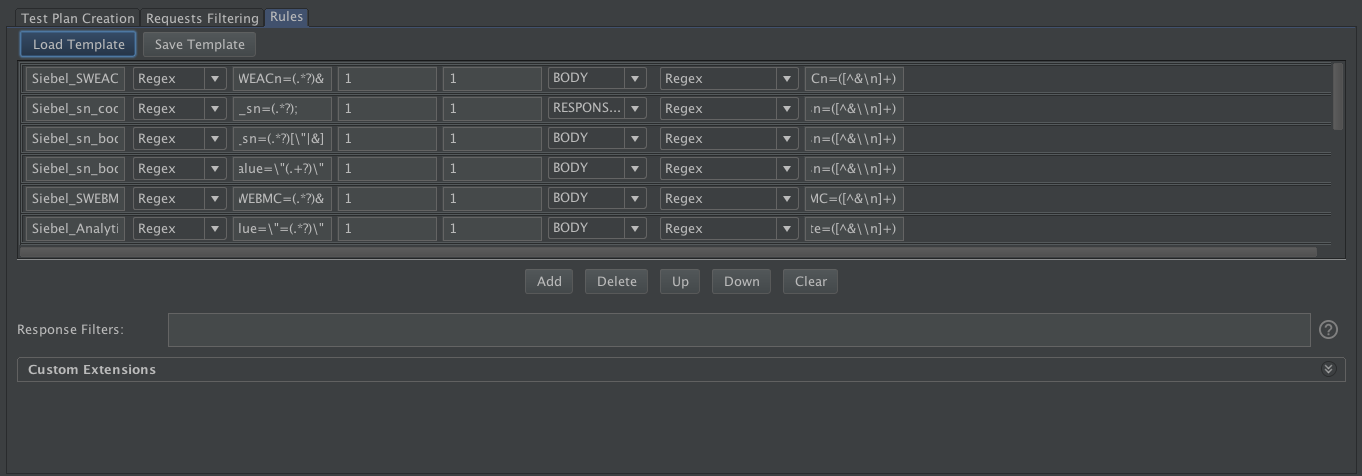 Test Plan Creation Requests Filtering Rules
Load Template Save Template
Siebel_SWEAC Regex WEACn=(.*?)& 1 1 BODY Regex Cn=([^&\n]+)
Siebel_sn_coo Regex _sn=(.*?); 1 1 RESPONS... Regex n=([^&\\n]+)
Siebel_sn_boo Regex _sn=(.*?)[\"|&] 1 1 BODY Regex n=([^&\\n]+)
Siebel_sn_boo Regex alue=\"(.+?)\" 1 1 BODY Regex n=([^&\\n]+)
Siebel_SWEBM Regex WEBMC=(.*?)& 1 1 BODY Regex MC=([^&\n]+)
Siebel_Analyti Regex lue=\"=(.*?)\" 1 1 BODY Regex te=([^&\\n]+)
Add Delete Up Down Clear
Response Filters: ?
Custom Extensions